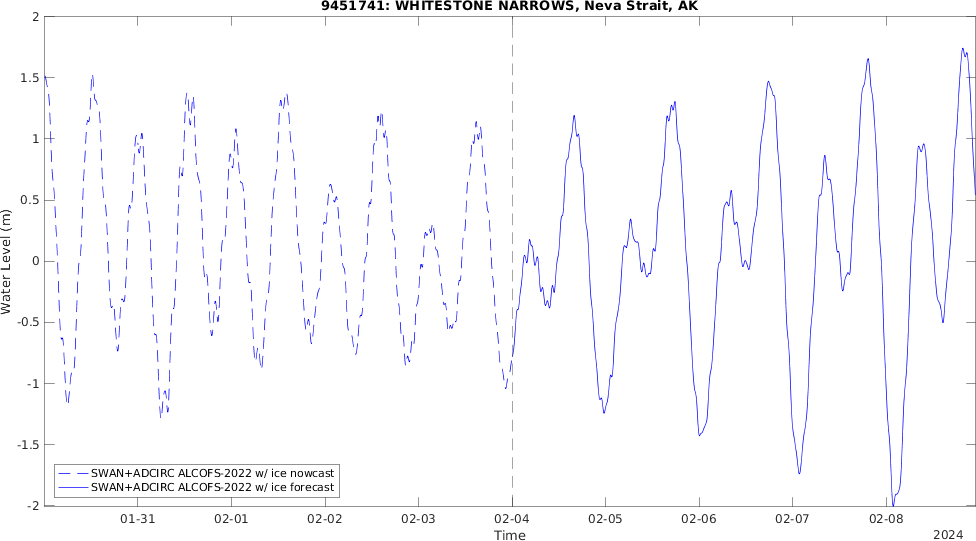 9451741: WHITESTONE NARROWS, Neva Strait, AK
2
1.5
1
0.5
0
-0.5
-1
-1.5
-2
Water Level (m)
SWAN+ADCIRC ALCOFS-2022 w/ ice nowcast
SWAN+ADCIRC ALCOFS-2022 w/ ice forecast
01-31 02-01 02-02 02-03 02-04 02-05 02-06 02-07 02-08
Time
2024